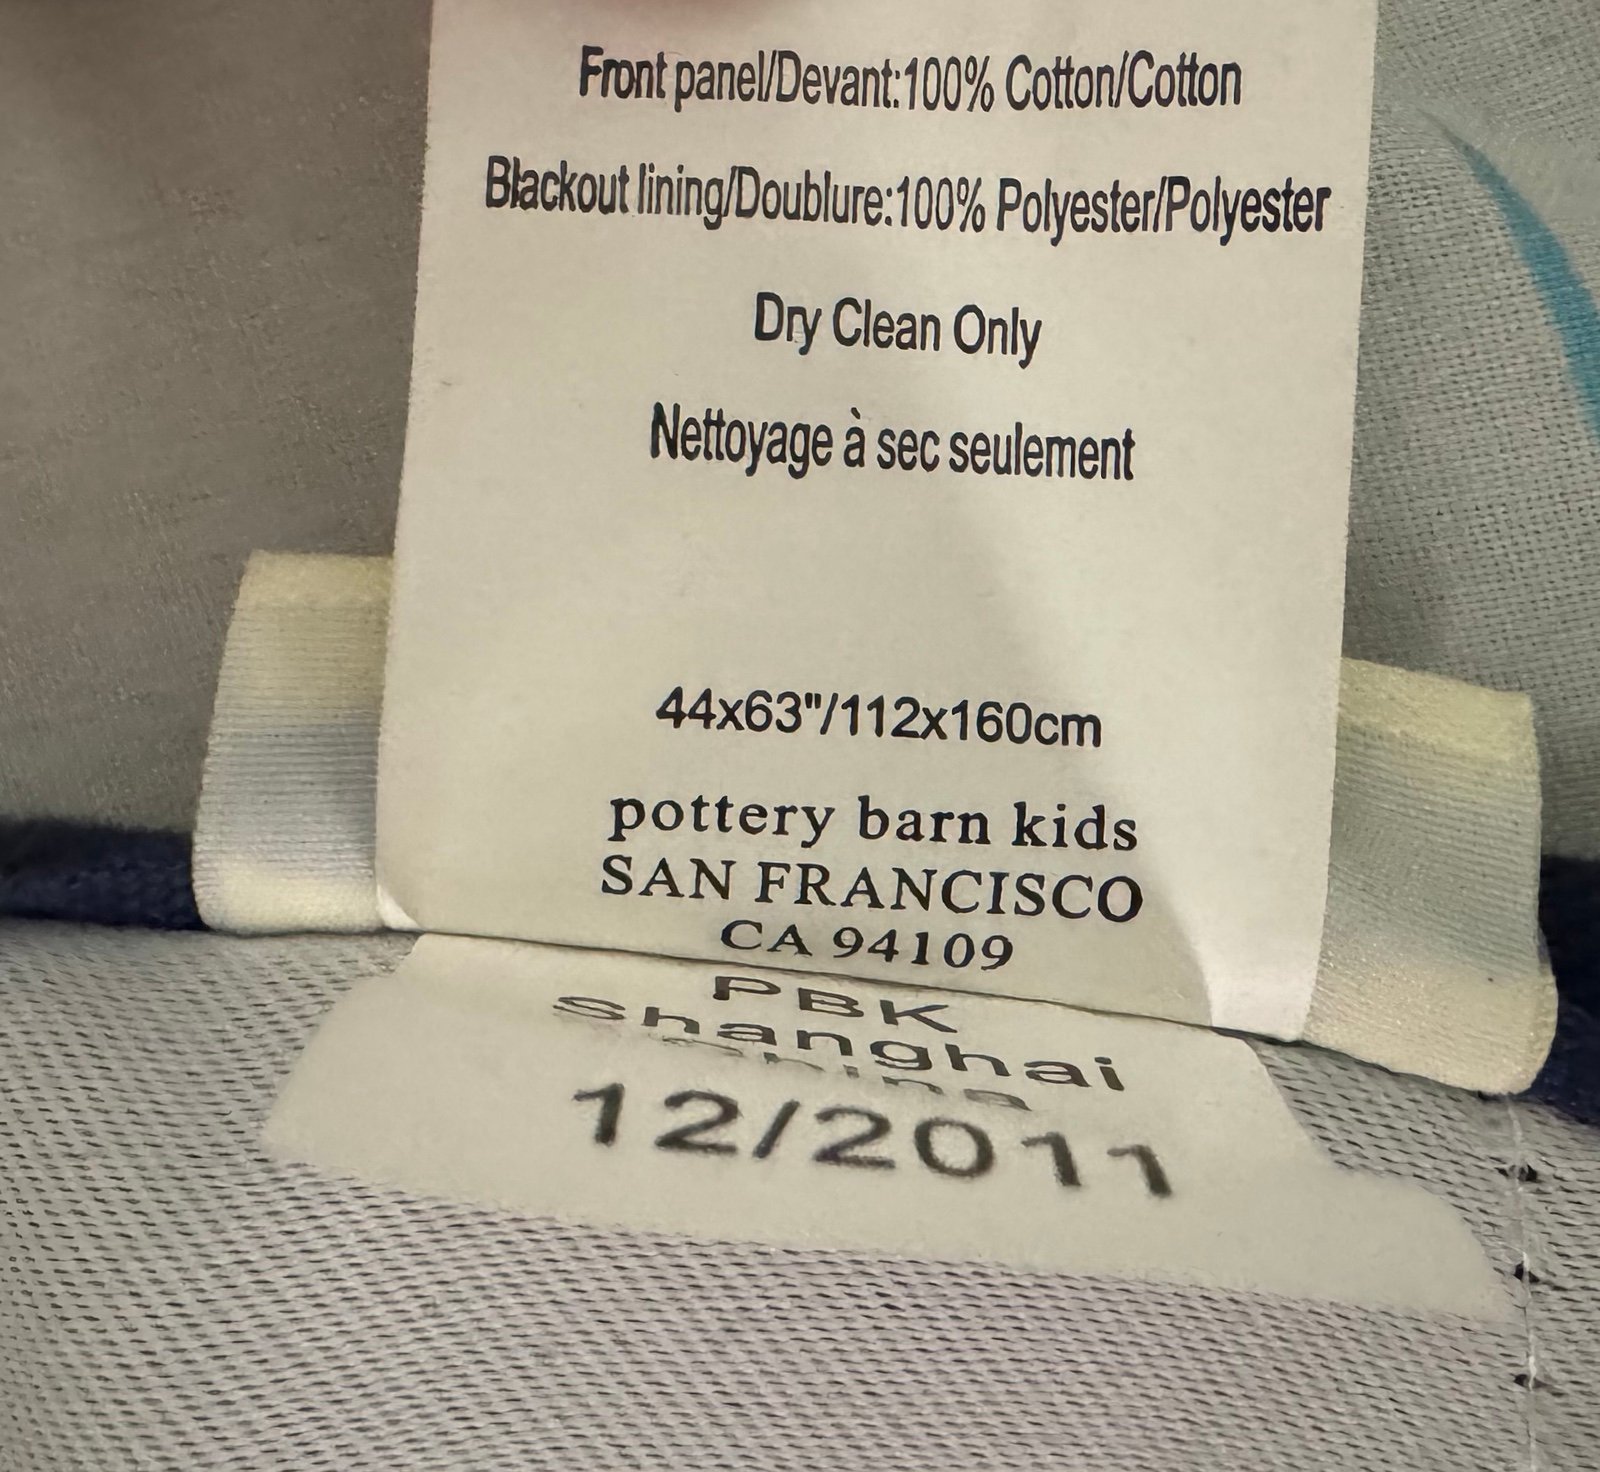 Front panel/Devant:100% Cotton/Cotton
Blackout lining/Doublure:100% Polyester/Polyester
Dry Clean Only
Nettoyage à sec seulement
44x63"/112x160cm
pottery barn kids
SAN FRANCISCO
CA 94109
PBK
Shanghai
12/2011